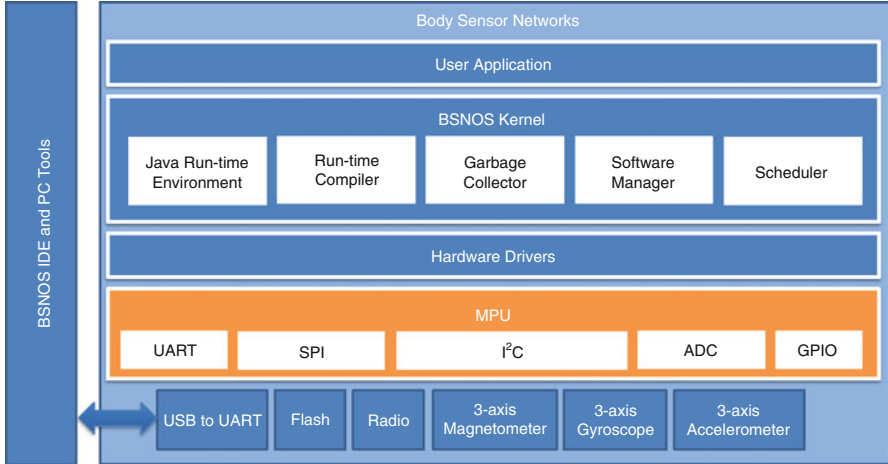 BSNOS IDE and PC Tools
Body Sensor Networks
User Application
BSNOS Kernel
Java Run-time
Environment
Run-time
Compiler
Garbage
Collector
Software
Manager
Scheduler
Hardware Drivers
MPU
UART
SPI
I²C
ADC
GPIO
USB to UART
Flash
Radio
3-axis
Magnetometer
3-axis
Gyroscope
3-axis
Accelerometer